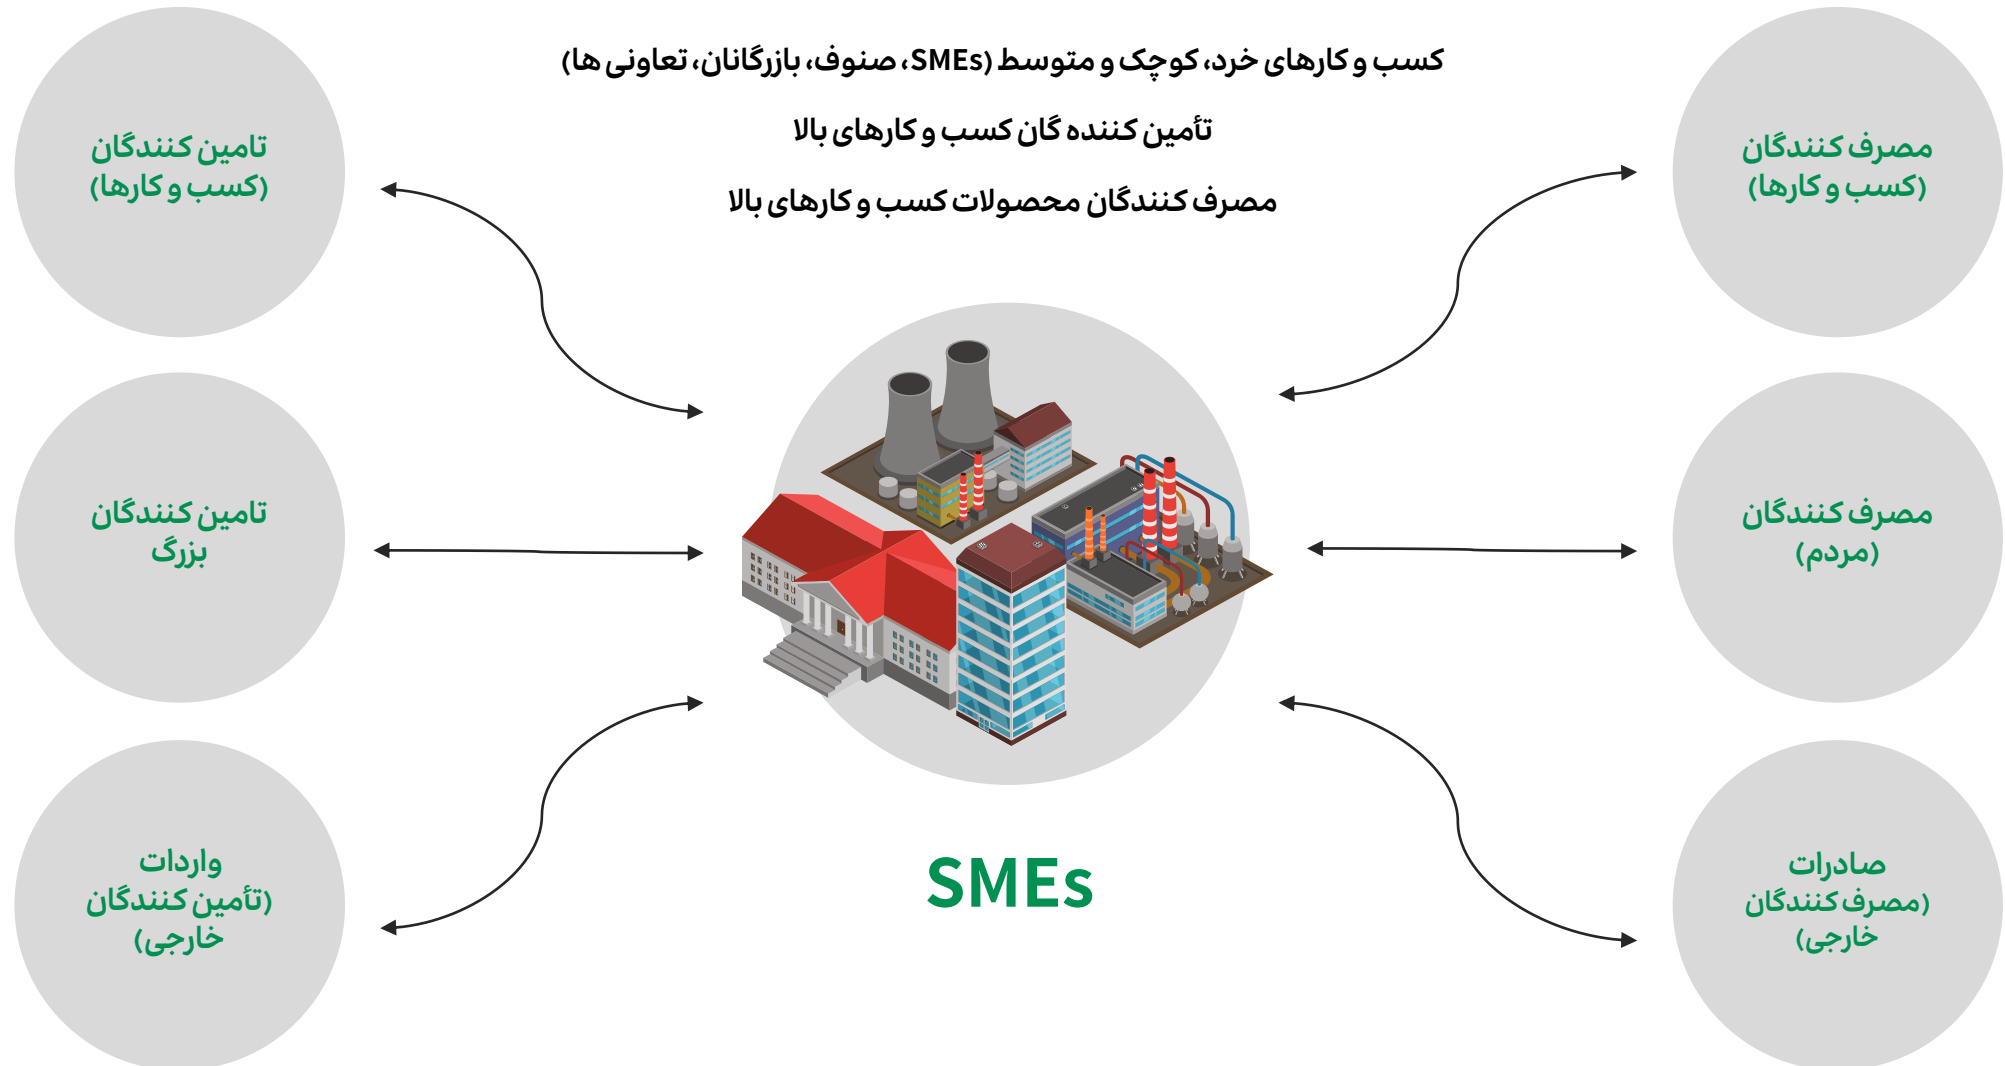 کسب و کارهای خرد، کوچک و متوسط (SMEs، صنوف، بازرگانان، تعاونی ها)
تأمین کننده گان کسب و کارهای بالا
مصرف کنندگان محصولات کسب و کارهای بالا
مصرف کنندگان
(کسب و کارها)
مصرف کنندگان
(مردم)
صادرات
(مصرف کنندگان
خارجی)
SMEs
تامین کنندگان
(کسب و کارها)
تامین کنندگان
بزرگ
واردات
(تأمین کنندگان
خارجی)